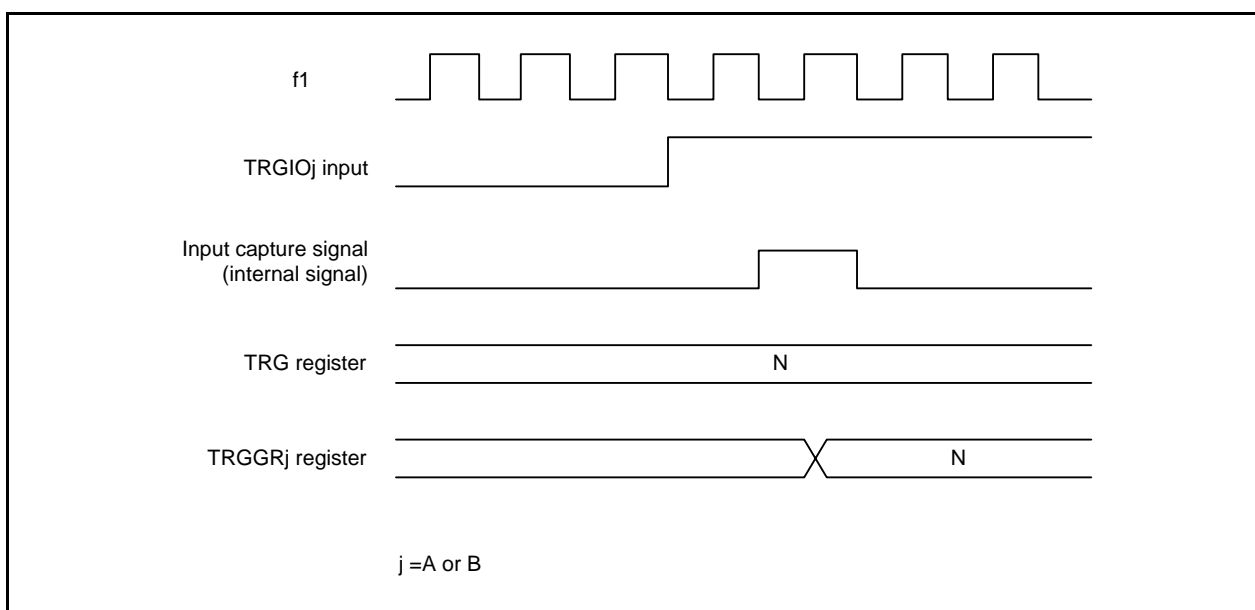 f1
TRGIOj input
Input capture signal
(internal signal)
TRG register
N
TRGGRj register
N
j =A or B